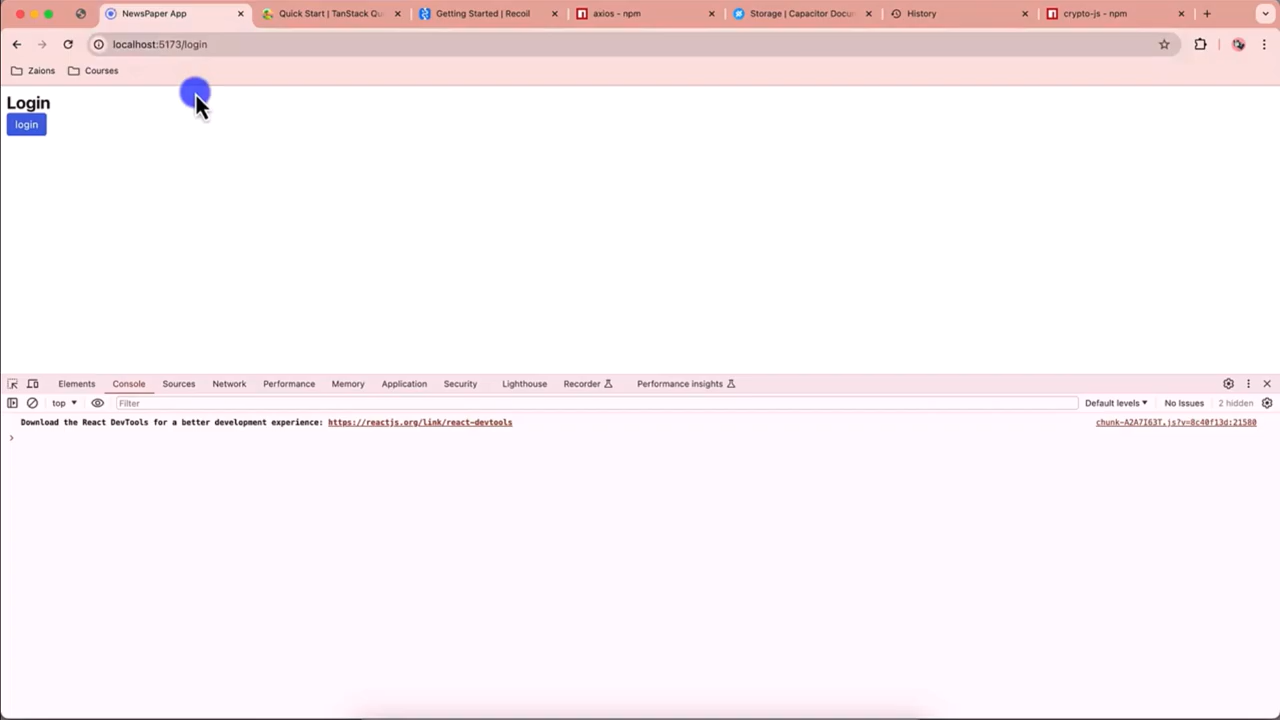 NewsPaper App
Quick Start | TanStack Qu
Getting Started | Recoil
axios - npm
Storage | Capacitor Docu
History
crypto-js - npm
localhost:5173/login
Zaions
Courses
Login
login
Elements
Console
Sources
Network
Performance
Memory
Application
Security
Lighthouse
Recorder
Performance insights
top
Filter
Default levels
No Issues
2 hidden
Download the React DevTools for a better development experience: https://reactjs.org/link/react-devtools
chunk-A2A7I63T.js?v=8c40f13d:21580